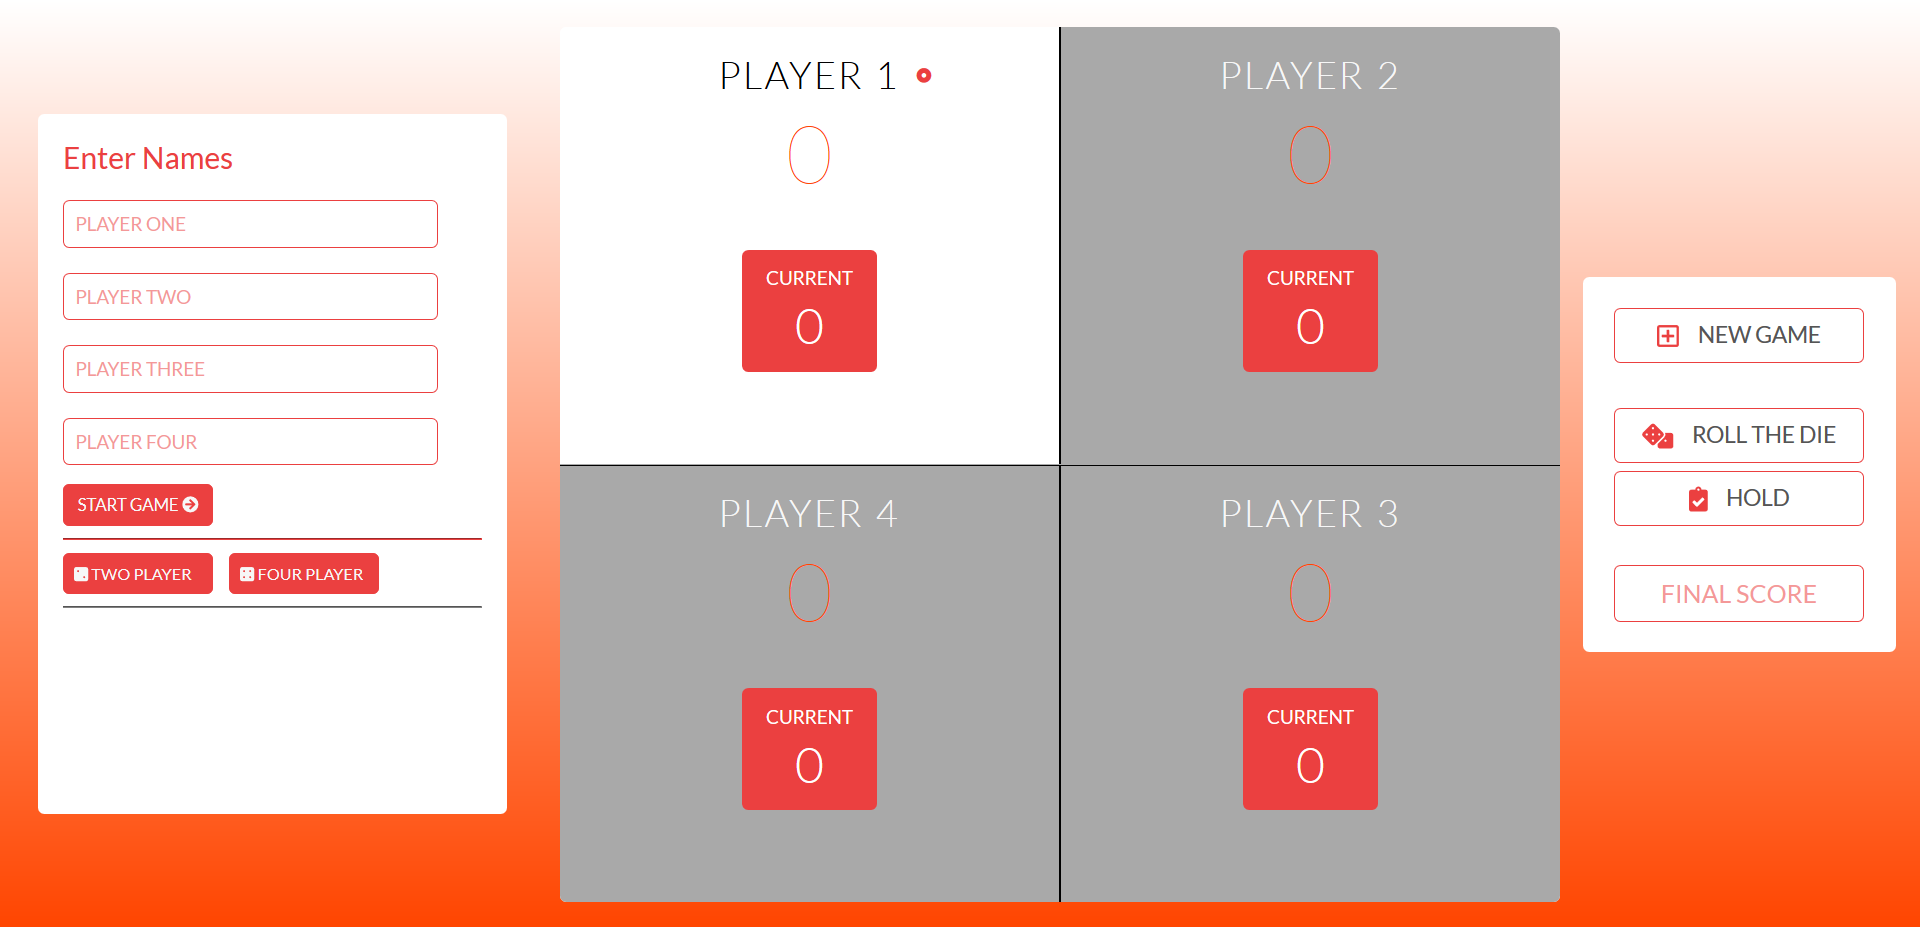 Enter Names
PLAYER ONE
PLAYER TWO
PLAYER THREE
PLAYER FOUR
START GAME
TWO PLAYER
FOUR PLAYER
PLAYER 1
0
CURRENT
0
PLAYER 2
0
CURRENT
0
PLAYER 4
0
CURRENT
0
PLAYER 3
0
CURRENT
0
NEW GAME
ROLL THE DIE
HOLD
FINAL SCORE